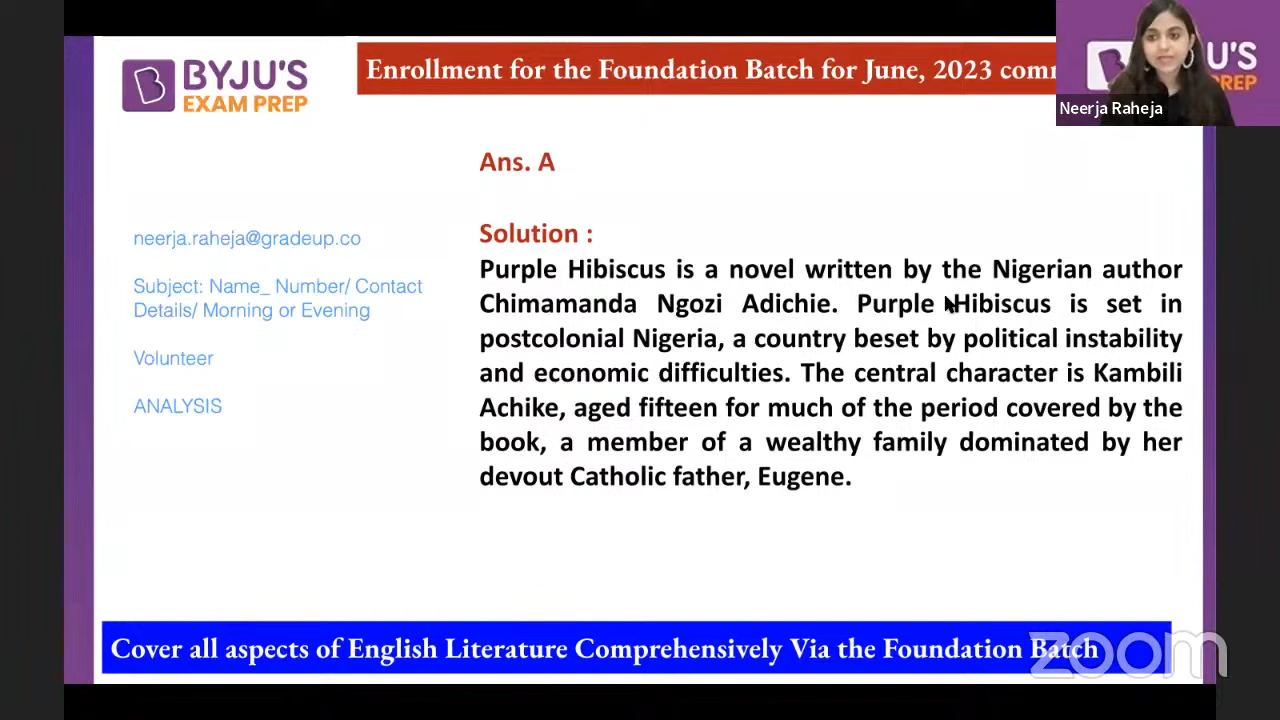 BYJU'S
EXAM PREP
Enrollment for the Foundation Batch for June, 2023
BYJU'S
PREP
Neerja Raheja
Ans. A
neerja.raheja@gradeup.co
Subject: Name_ Number/ Contact
Details/ Morning or Evening
Volunteer
ANALYSIS
Solution :
Purple Hibiscus is a novel written by the Nigerian author
Chimamanda Ngozi Adichie. Purple Hibiscus is set in
postcolonial Nigeria, a country beset by political instability
and economic difficulties. The central character is Kambili
Achike, aged fifteen for much of the period covered by the
book, a member of a wealthy family dominated by her
devout Catholic father, Eugene.
Cover all aspects of English Literature Comprehensively Via the Foundation Batch
zoom